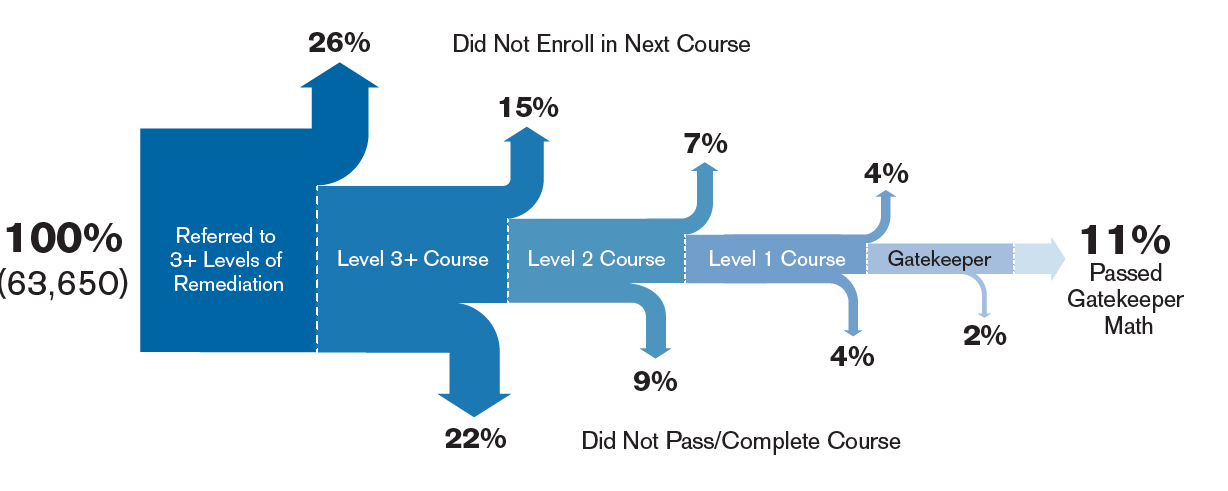 26%
Did Not Enroll in Next Course
15%
7%
4%
100%
(63,650)
Referred to
3+ Levels of
Remediation
Level 3+ Course
Level 2 Course
Level 1 Course
Gatekeeper
11%
Passed
Gatekeeper
Math
2%
4%
9%
22%
Did Not Pass/Complete Course